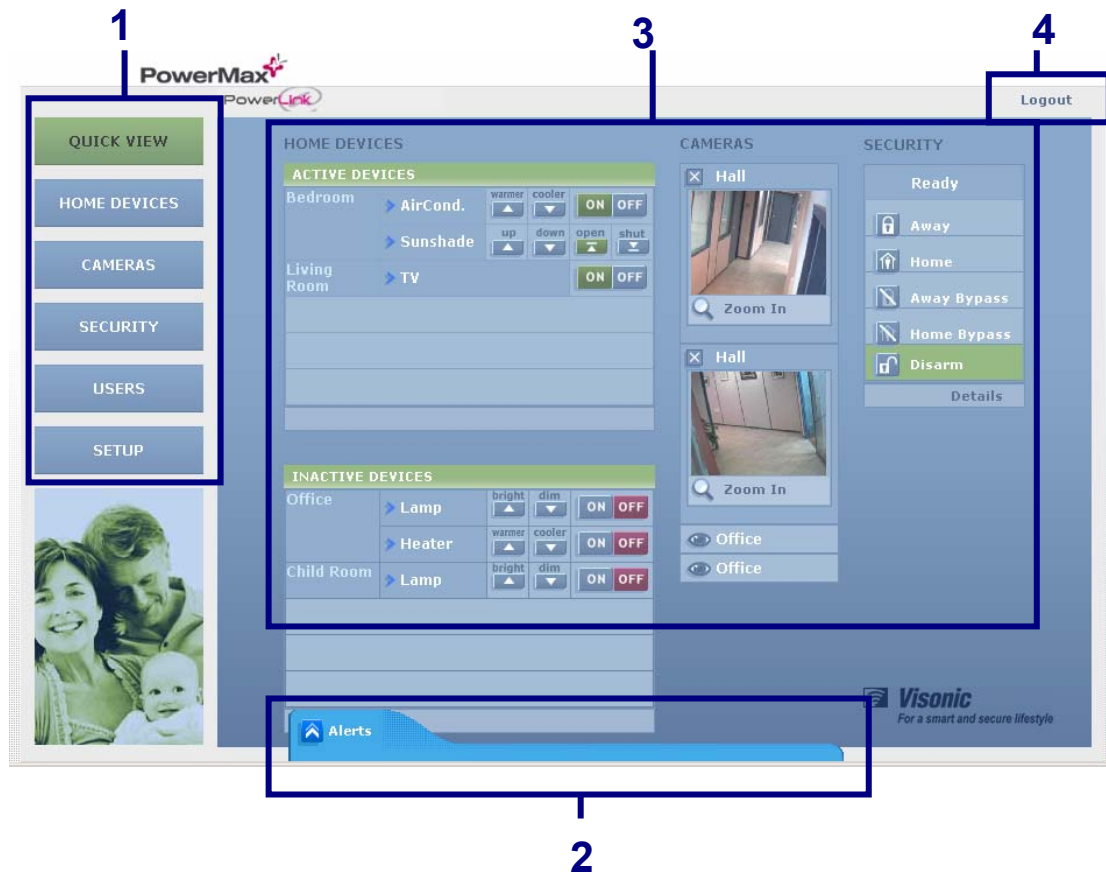 1
3
4
PowerMax
PowerLink
Logout
QUICK VIEW
HOME DEVICES
CAMERAS
SECURITY
USERS
SETUP
HOME DEVICES
ACTIVE DEVICES
Bedroom
AirCond.
warmer cooler
ON OFF
Sunshade
up down open shut
Living
Room
TV
ON OFF
INACTIVE DEVICES
Office
Lamp
bright dim
ON OFF
Heater
warmer cooler
ON OFF
Child Room
Lamp
bright dim
ON OFF
CAMERAS
Hall
Zoom In
Hall
Zoom In
Office
Office
SECURITY
Ready
Away
Home
Away Bypass
Home Bypass
Disarm
Details
Visonic
For a smart and secure lifestyle
Alerts
2